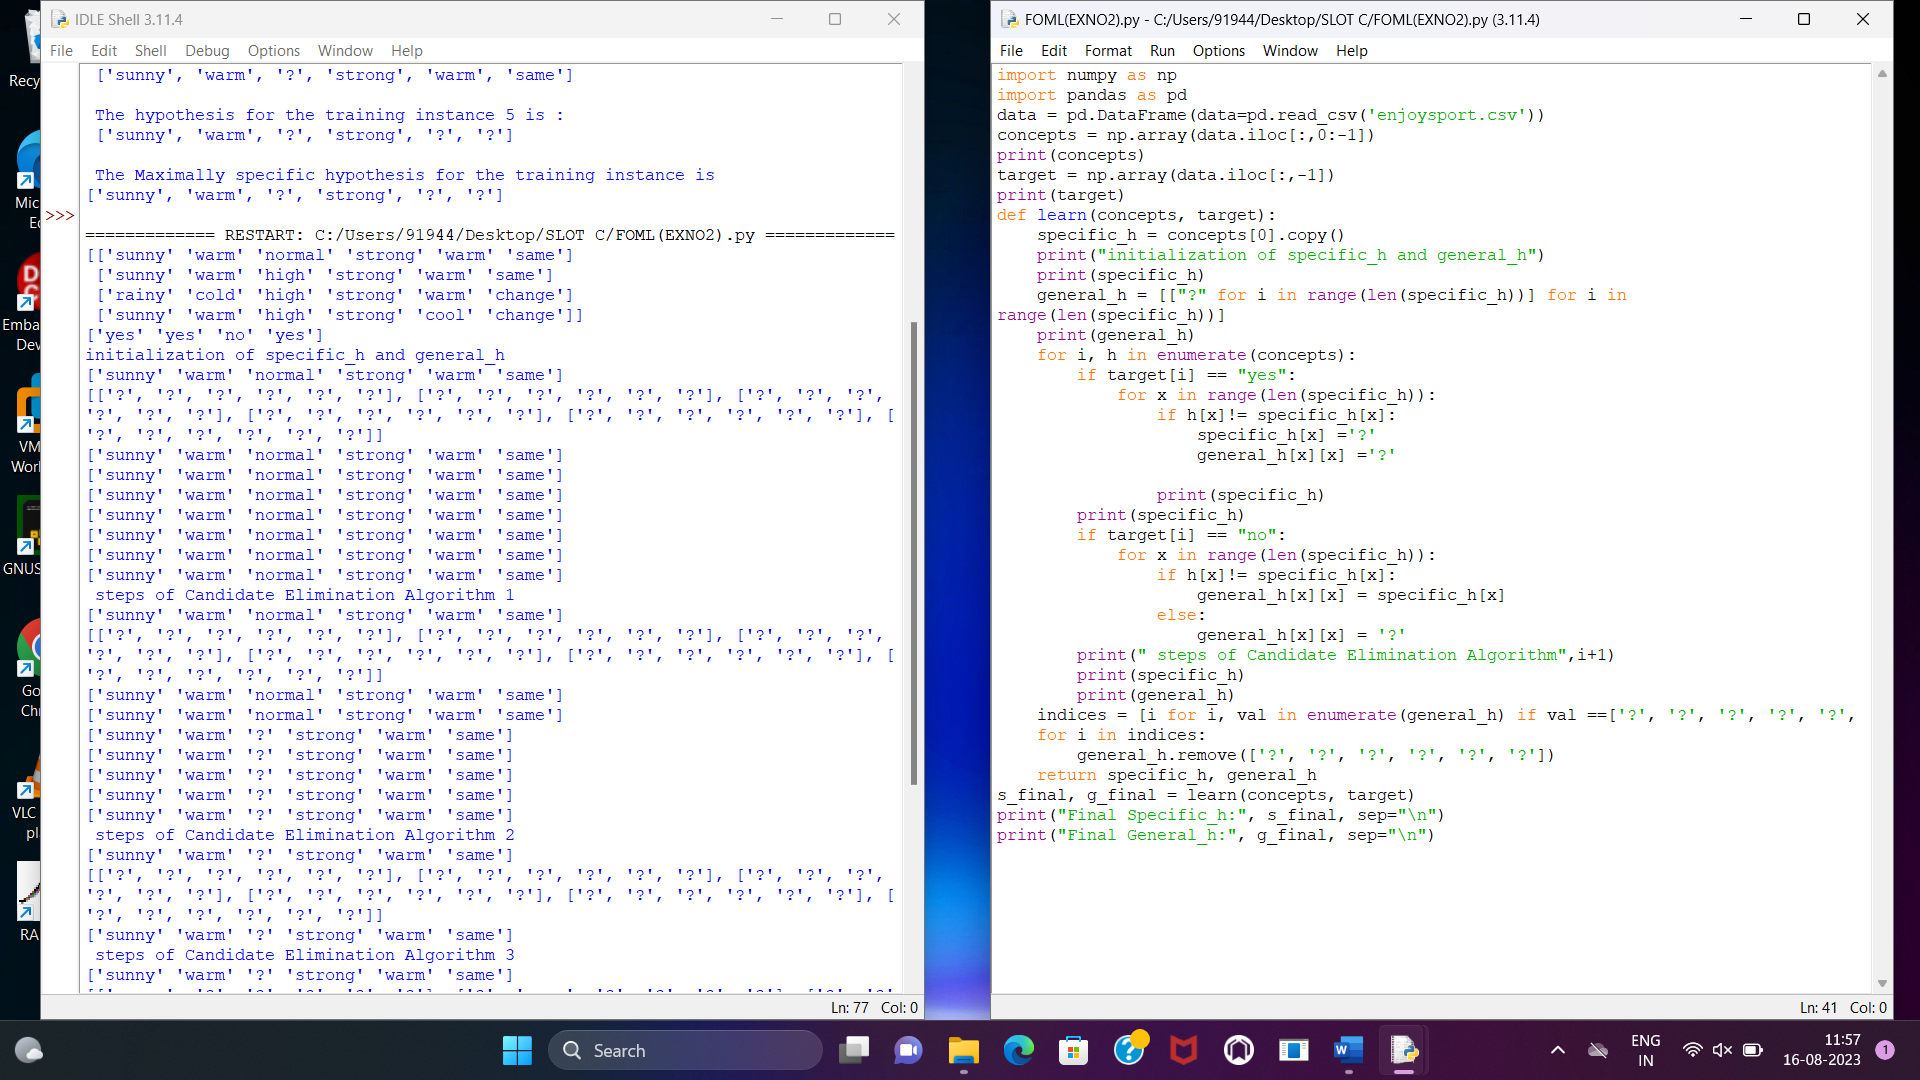 IDLE Shell 3.11.4
File Edit Shell Debug Options Window Help
['sunny', 'warm', '?', 'strong', 'warm', 'same']
The hypothesis for the training instance 5 is :
['sunny', 'warm', '?', 'strong', '?', '?']
The Maximally specific hypothesis for the training instance is
['sunny', 'warm', '?', 'strong', '?', '?']
>>>
============= RESTART: C:/Users/91944/Desktop/SLOT C/FOML(EXNO2).py =============
[['sunny' 'warm' 'normal' 'strong' 'warm' 'same']
['sunny' 'warm' 'high' 'strong' 'warm' 'same']
['rainy' 'cold' 'high' 'strong' 'warm' 'change']
['sunny' 'warm' 'high' 'strong' 'cool' 'change']]
['yes' 'yes' 'no' 'yes']
initialization of specific_h and general_h
['sunny' 'warm' 'normal' 'strong' 'warm' 'same']
[['?', '?', '?', '?', '?', '?'], ['?', '?', '?', '?', '?', '?'], ['?', '?', '?',
'?', '?', '?'], ['?', '?', '?', '?', '?', '?'], ['?', '?', '?', '?', '?', '?'], [
'?', '?', '?', '?', '?', '?']]
['sunny' 'warm' 'normal' 'strong' 'warm' 'same']
['sunny' 'warm' 'normal' 'strong' 'warm' 'same']
['sunny' 'warm' 'normal' 'strong' 'warm' 'same']
['sunny' 'warm' 'normal' 'strong' 'warm' 'same']
['sunny' 'warm' 'normal' 'strong' 'warm' 'same']
['sunny' 'warm' 'normal' 'strong' 'warm' 'same']
['sunny' 'warm' 'normal' 'strong' 'warm' 'same']
steps of Candidate Elimination Algorithm 1
['sunny' 'warm' 'normal' 'strong' 'warm' 'same']
[['?', '?', '?', '?', '?', '?'], ['?', '?', '?', '?', '?', '?'], ['?', '?', '?',
'?', '?', '?'], ['?', '?', '?', '?', '?', '?'], ['?', '?', '?', '?', '?', '?'], [
'?', '?', '?', '?', '?', '?']]
['sunny' 'warm' 'normal' 'strong' 'warm' 'same']
['sunny' 'warm' 'normal' 'strong' 'warm' 'same']
['sunny' 'warm' '?' 'strong' 'warm' 'same']
['sunny' 'warm' '?' 'strong' 'warm' 'same']
['sunny' 'warm' '?' 'strong' 'warm' 'same']
['sunny' 'warm' '?' 'strong' 'warm' 'same']
['sunny' 'warm' '?' 'strong' 'warm' 'same']
steps of Candidate Elimination Algorithm 2
['sunny' 'warm' '?' 'strong' 'warm' 'same']
[['?', '?', '?', '?', '?', '?'], ['?', '?', '?', '?', '?', '?'], ['?', '?', '?',
'?', '?', '?'], ['?', '?', '?', '?', '?', '?'], ['?', '?', '?', '?', '?', '?'], [
'?', '?', '?', '?', '?', '?']]
['sunny' 'warm' '?' 'strong' 'warm' 'same']
steps of Candidate Elimination Algorithm 3
['sunny' 'warm' '?' 'strong' 'warm' 'same']
Ln: 77 Col: 0
FOML(EXNO2).py - C:/Users/91944/Desktop/SLOT C/FOML(EXNO2).py (3.11.4)
File Edit Format Run Options Window Help
import numpy as np
import pandas as pd
data = pd.DataFrame(data=pd.read_csv('enjoysport.csv'))
concepts = np.array(data.iloc[:,0:-1])
print(concepts)
target = np.array(data.iloc[:,-1])
print(target)
def learn(concepts, target):
    specific_h = concepts[0].copy()
    print("initialization of specific_h and general_h")
    print(specific_h)
    general_h = [["?" for i in range(len(specific_h))] for i in
range(len(specific_h))]
    print(general_h)
    for i, h in enumerate(concepts):
        if target[i] == "yes":
            for x in range(len(specific_h)):
                if h[x]!= specific_h[x]:
                    specific_h[x] ='?'
                    general_h[x][x] ='?'
                print(specific_h)
        print(specific_h)
        if target[i] == "no":
            for x in range(len(specific_h)):
                if h[x]!= specific_h[x]:
                    general_h[x][x] = specific_h[x]
                else:
                    general_h[x][x] = '?'
        print(" steps of Candidate Elimination Algorithm",i+1)
        print(specific_h)
        print(general_h)
    indices = [i for i, val in enumerate(general_h) if val ==['?', '?', '?', '?', '?',
    for i in indices:
        general_h.remove(['?', '?', '?', '?', '?', '?'])
    return specific_h, general_h
s_final, g_final = learn(concepts, target)
print("Final Specific_h:", s_final, sep="\n")
print("Final General_h:", g_final, sep="\n")
Ln: 41 Col: 0
Recy
Mic
Ec
Emba
Dev
VM
Worl
GNUS
Go
Chr
VLC
pl
RA
Search
ENG
IN
11:57
16-08-2023
1